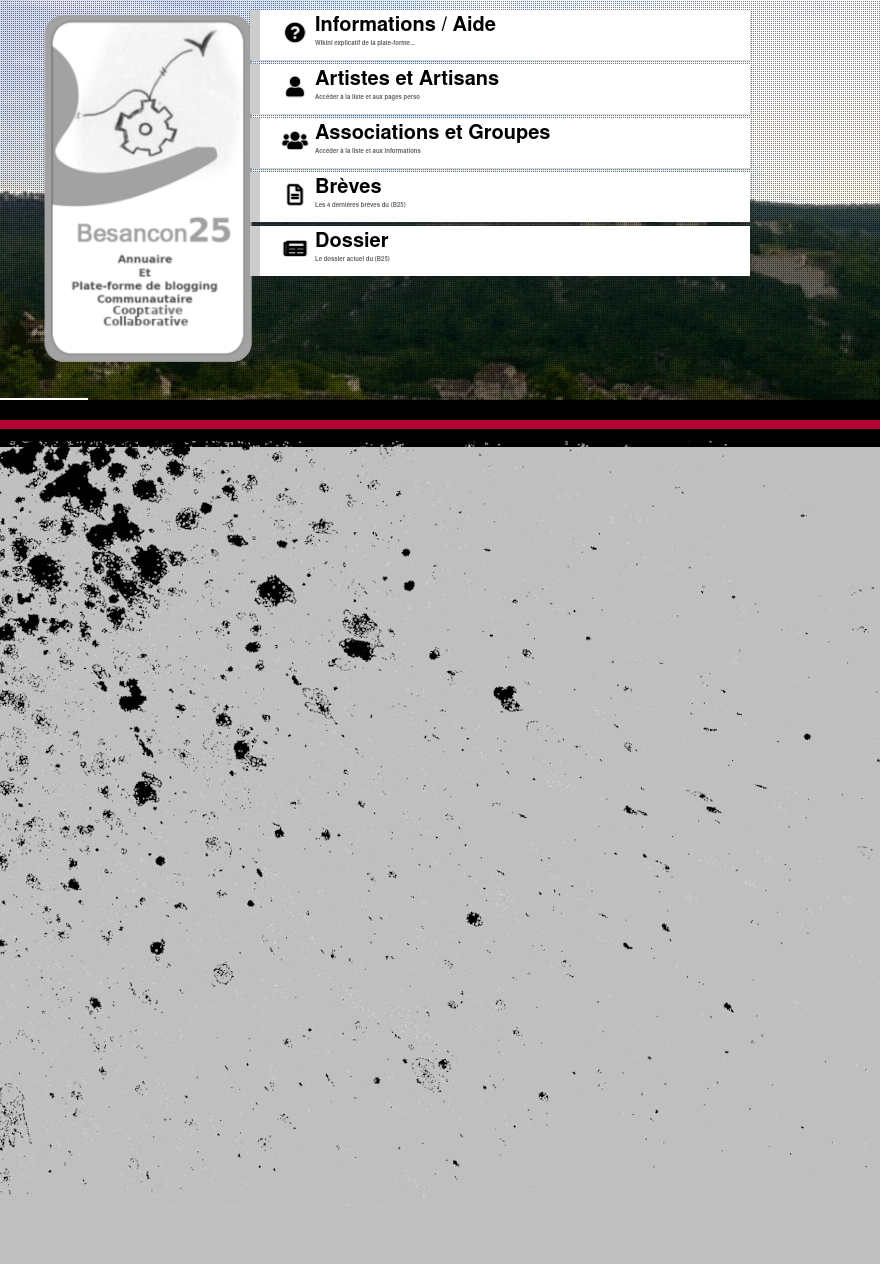 Informations / Aide
Wikini explicatif de la plate-forme...
Artistes et Artisans
Accéder à la liste et aux pages perso
Associations et Groupes
Accéder à la liste et aux informations
Brèves
Les 4 dernières brèves du (B25)
Dossier
Le dossier actuel du (B25)
Besancon25
Annuaire
Et
Plate-forme de blogging
Communautaire
Cooptative
Collaborative